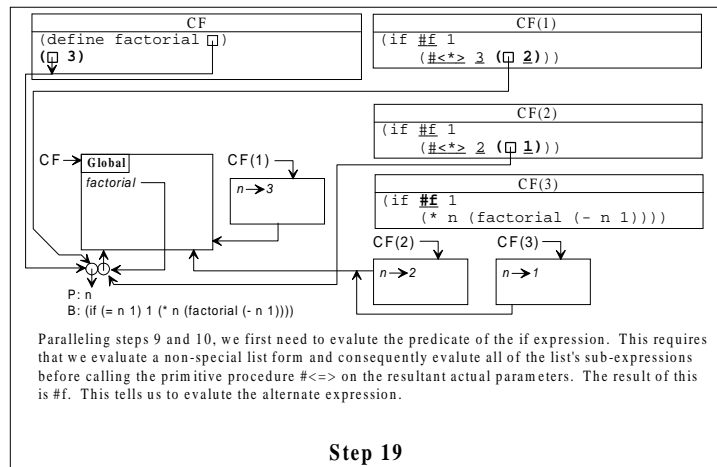 CF
(define factorial )
( 3)
CF(1)
(if #f 1
(#<*> 3 ( 2)))
CF(2)
(if #f 1
(#<*> 2 ( 1)))
CF
Global
factorial
CF(1)
n 3
CF(3)
(if #f 1
(* n (factorial (- n 1))))
CF(2)
n 2
CF(3)
n 1
P: n
B: (if (= n 1) 1 (* n (factorial (- n 1))))
Paralleling steps 9 and 10, we first need to evalute the predicate of the if expression. This requires
that we evaluate a non-special list form and consequently evalute all of the list's sub-expressions
before calling the primitive procedure #<=> on the resultant actual parameters. The result of this
is #f. This tells us to evaluate the alternate expression.
Step 19